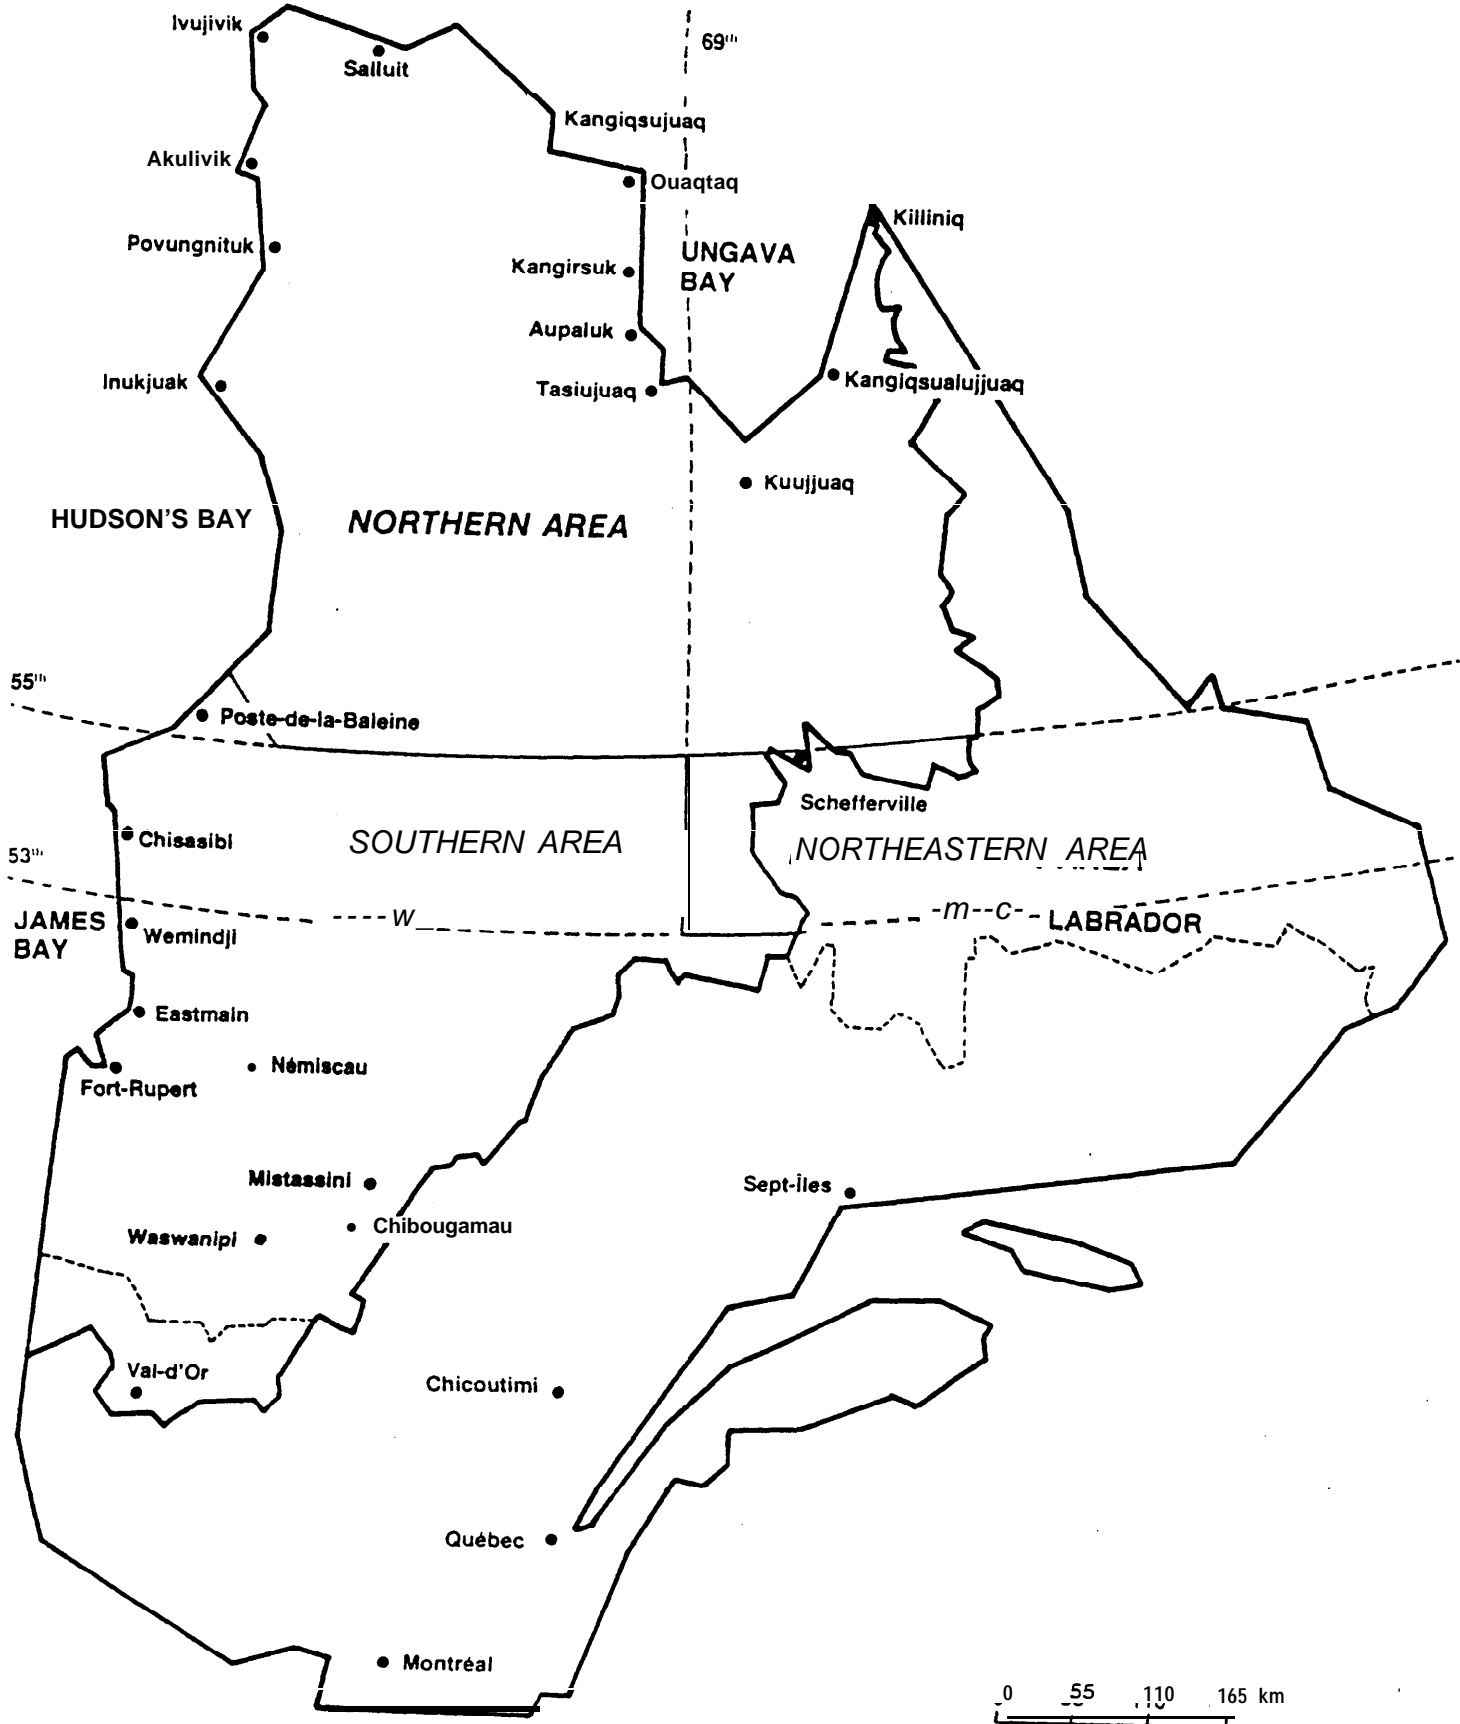 Ivujivik
69th
Salluit
Kangiqsujuaq
Akulivik
Ouaqtaq
Killiniq
Povungnituk
UNGAVA
BAY
Kangirsuk
Aupaluk
Inukjuak
Tasiujuaq
Kangiqsualujjuaq
Kuujjuaq
HUDSON'S BAY
NORTHERN AREA
55th
Poste-de-la-Baleine
Schefferville
Chisasibi
SOUTHERN AREA
NORTHEASTERN AREA
53th
JAMES
BAY
Wemindji
----w__
-m--c-
LABRADOR
Eastmain
Némiscau
Fort-Rupert
Mistassini
Sept-Îles
Waswanipi
Chibougamau
Val-d'Or
Chicoutimi
Québec
Montréal
0 55 110 165 km